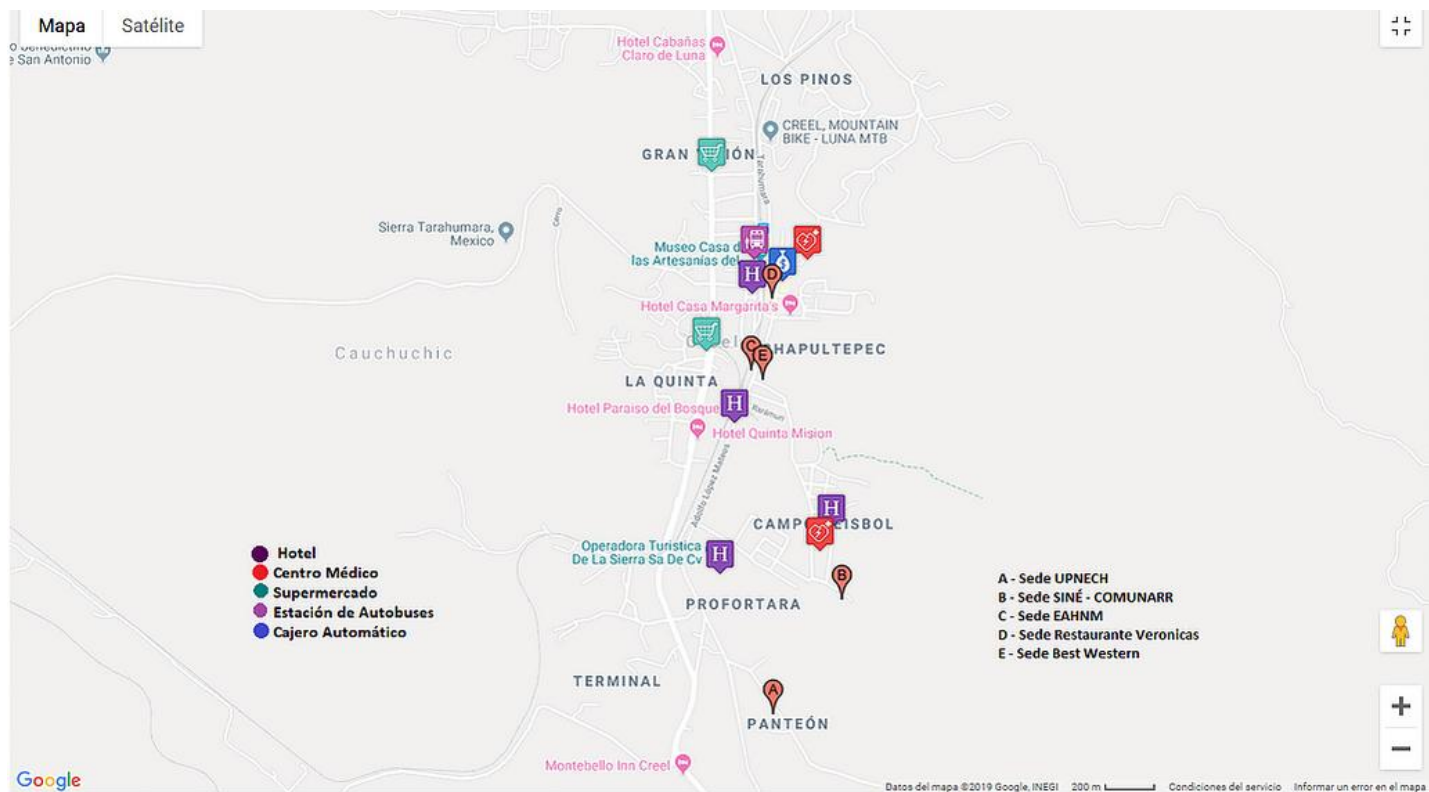 Mapa
Satélite
San Antonio
Hotel Cabañas
Claro de Luna
LOS PINOS
CREEL, MOUNTAIN
BIKE - LUNA MTB
GRAN IÓN
Tarahumara
Cerro
Sierra Tarahumara,
Mexico
Museo Casa d
las Artesanías del
$
H
D
Hotel Casa Margarita's
Cauchuchic
C
E
HAPULTEPEC
LA QUINTA
Hotel Paraiso del Bosque
H
Hotel Quinta Mision
Adolfo López Mateos
H
CAMPO EISBOL
Operadora Turistica
De La Sierra Sa De Cv
H
B
Hotel
Centro Médico
Supermercado
Estación de Autobuses
Cajero Automático
A - Sede UPNECH
B - Sede SINÉ - COMUNARR
C - Sede EAHNM
D - Sede Restaurante Veronicas
E - Sede Best Western
PROFORTARA
TERMINAL
A
PANTEÓN
Montebello Inn Creel
Google
Datos del mapa ©2019 Google, INEGI
200 m
Condiciones del servicio
Informar un error en el mapa